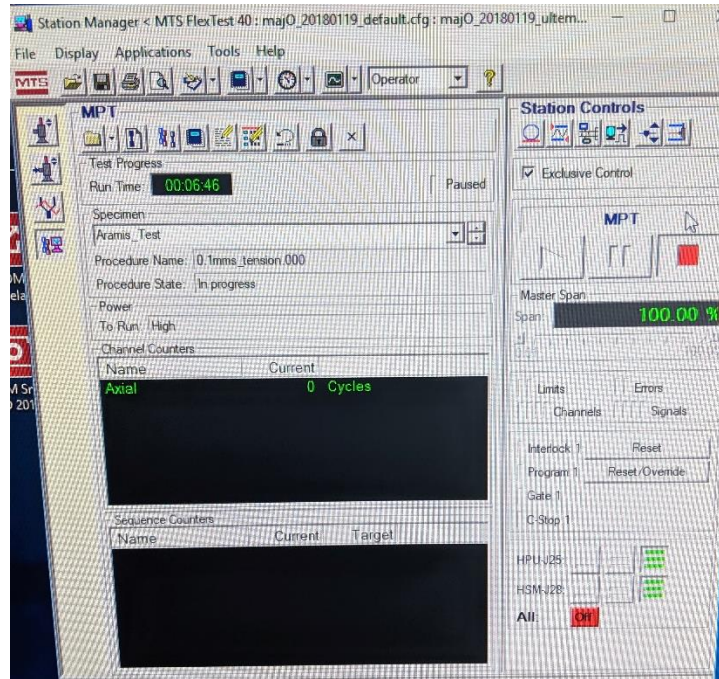 Station Manager < MTS FlexTest 40 : majO_20180119_default.cfg : majO_20180119_ultem...
File Display Applications Tools Help
MTS Operator
MPT
Test Progress
Run Time: 00:06:46 Paused
Specimen
Aramis_Test
Procedure Name: 0.1mms_tension.000
Procedure State: In progress
Power
To Run: High
Channel Counters
Name Current
Axial 0 Cycles
Sequence Counters
Name Current Target
Station Controls
Exclusive Control
MPT
Master Span
Span: 100.00 %
Limits Errors
Channels Signals
Interlock 1 Reset
Program 1 Reset/Override
Gate 1
C-Stop 1
HPU-J25:
HSM-J28:
All: Off